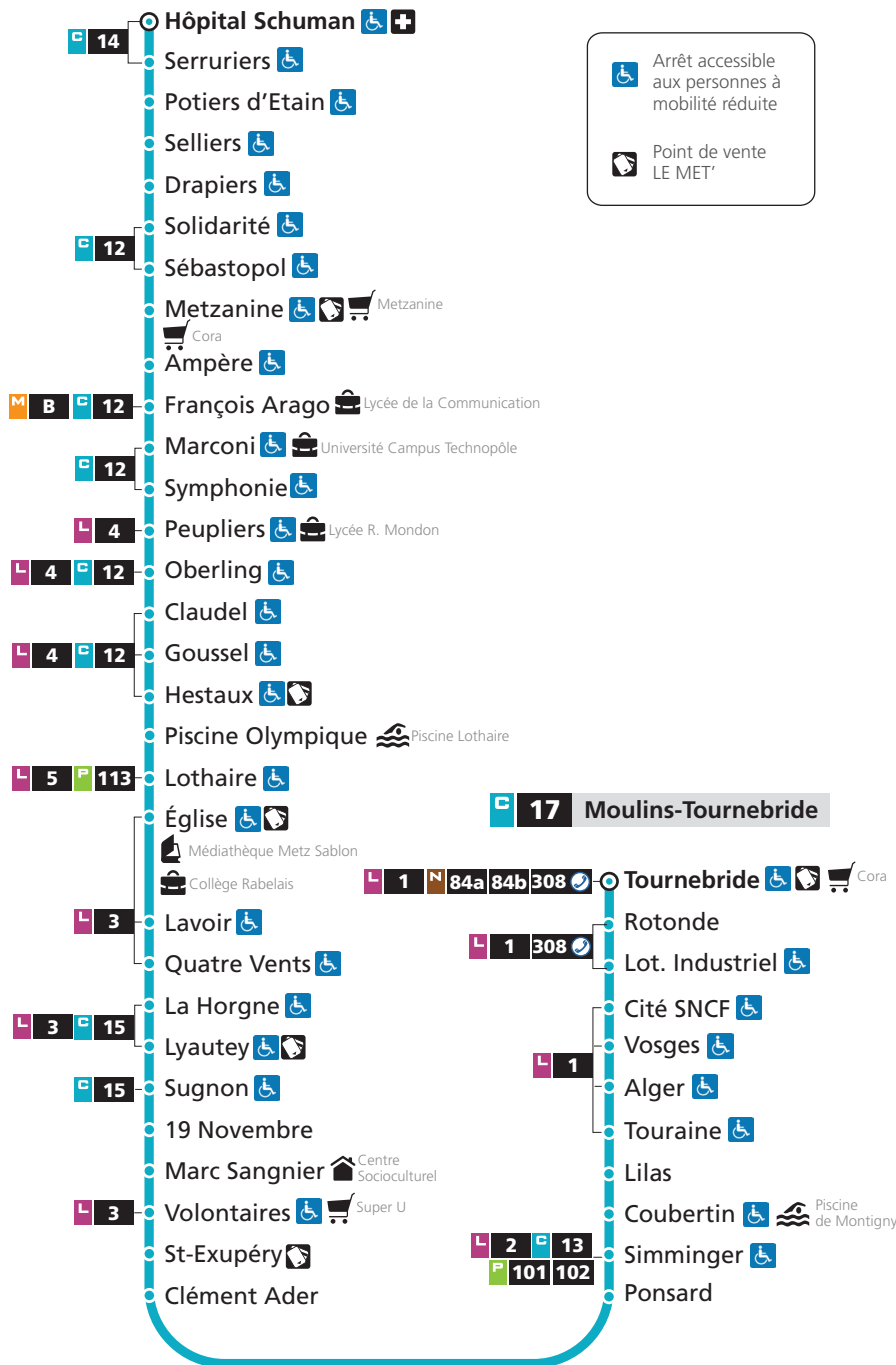 C 14
Hôpital Schuman
Serruriers
Potiers d'Etain
Selliers
Drapiers
C 12
Solidarité
Sébastopol
Metzanine
Metzanine
Cora
Ampère
M B C 12
François Arago
Lycée de la Communication
C 12
Marconi
Université Campus Technopôle
Symphonie
L 4
Peupliers
Lycée R. Mondon
L 4 C 12
Oberling
L 4 C 12
Claudel
Goussel
Hestaux
Piscine Olympique
Piscine Lothaire
L 5 P 113
Lothaire
L 3
Église
Médiathèque Metz Sablon
Collège Rabelais
Lavoir
Quatre Vents
L 3 C 15
La Horgne
Lyautey
C 15
Sugnon
19 Novembre
Marc Sangnier
Centre
Socioculturel
L 3
Volontaires
Super U
St-Exupéry
Clément Ader
Arrêt accessible
aux personnes à
mobilité réduite
Point de vente
LE MET'
C 17 Moulins-Tournebride
L 1 N 84a 84b 308
Tournebride
Cora
L 1 308
Rotonde
Lot. Industriel
L 1
Cité SNCF
Vosges
Alger
Touraine
Lilas
Coubertin
Piscine
de Montigny
L 2 C 13
P 101 102
Simminger
Ponsard